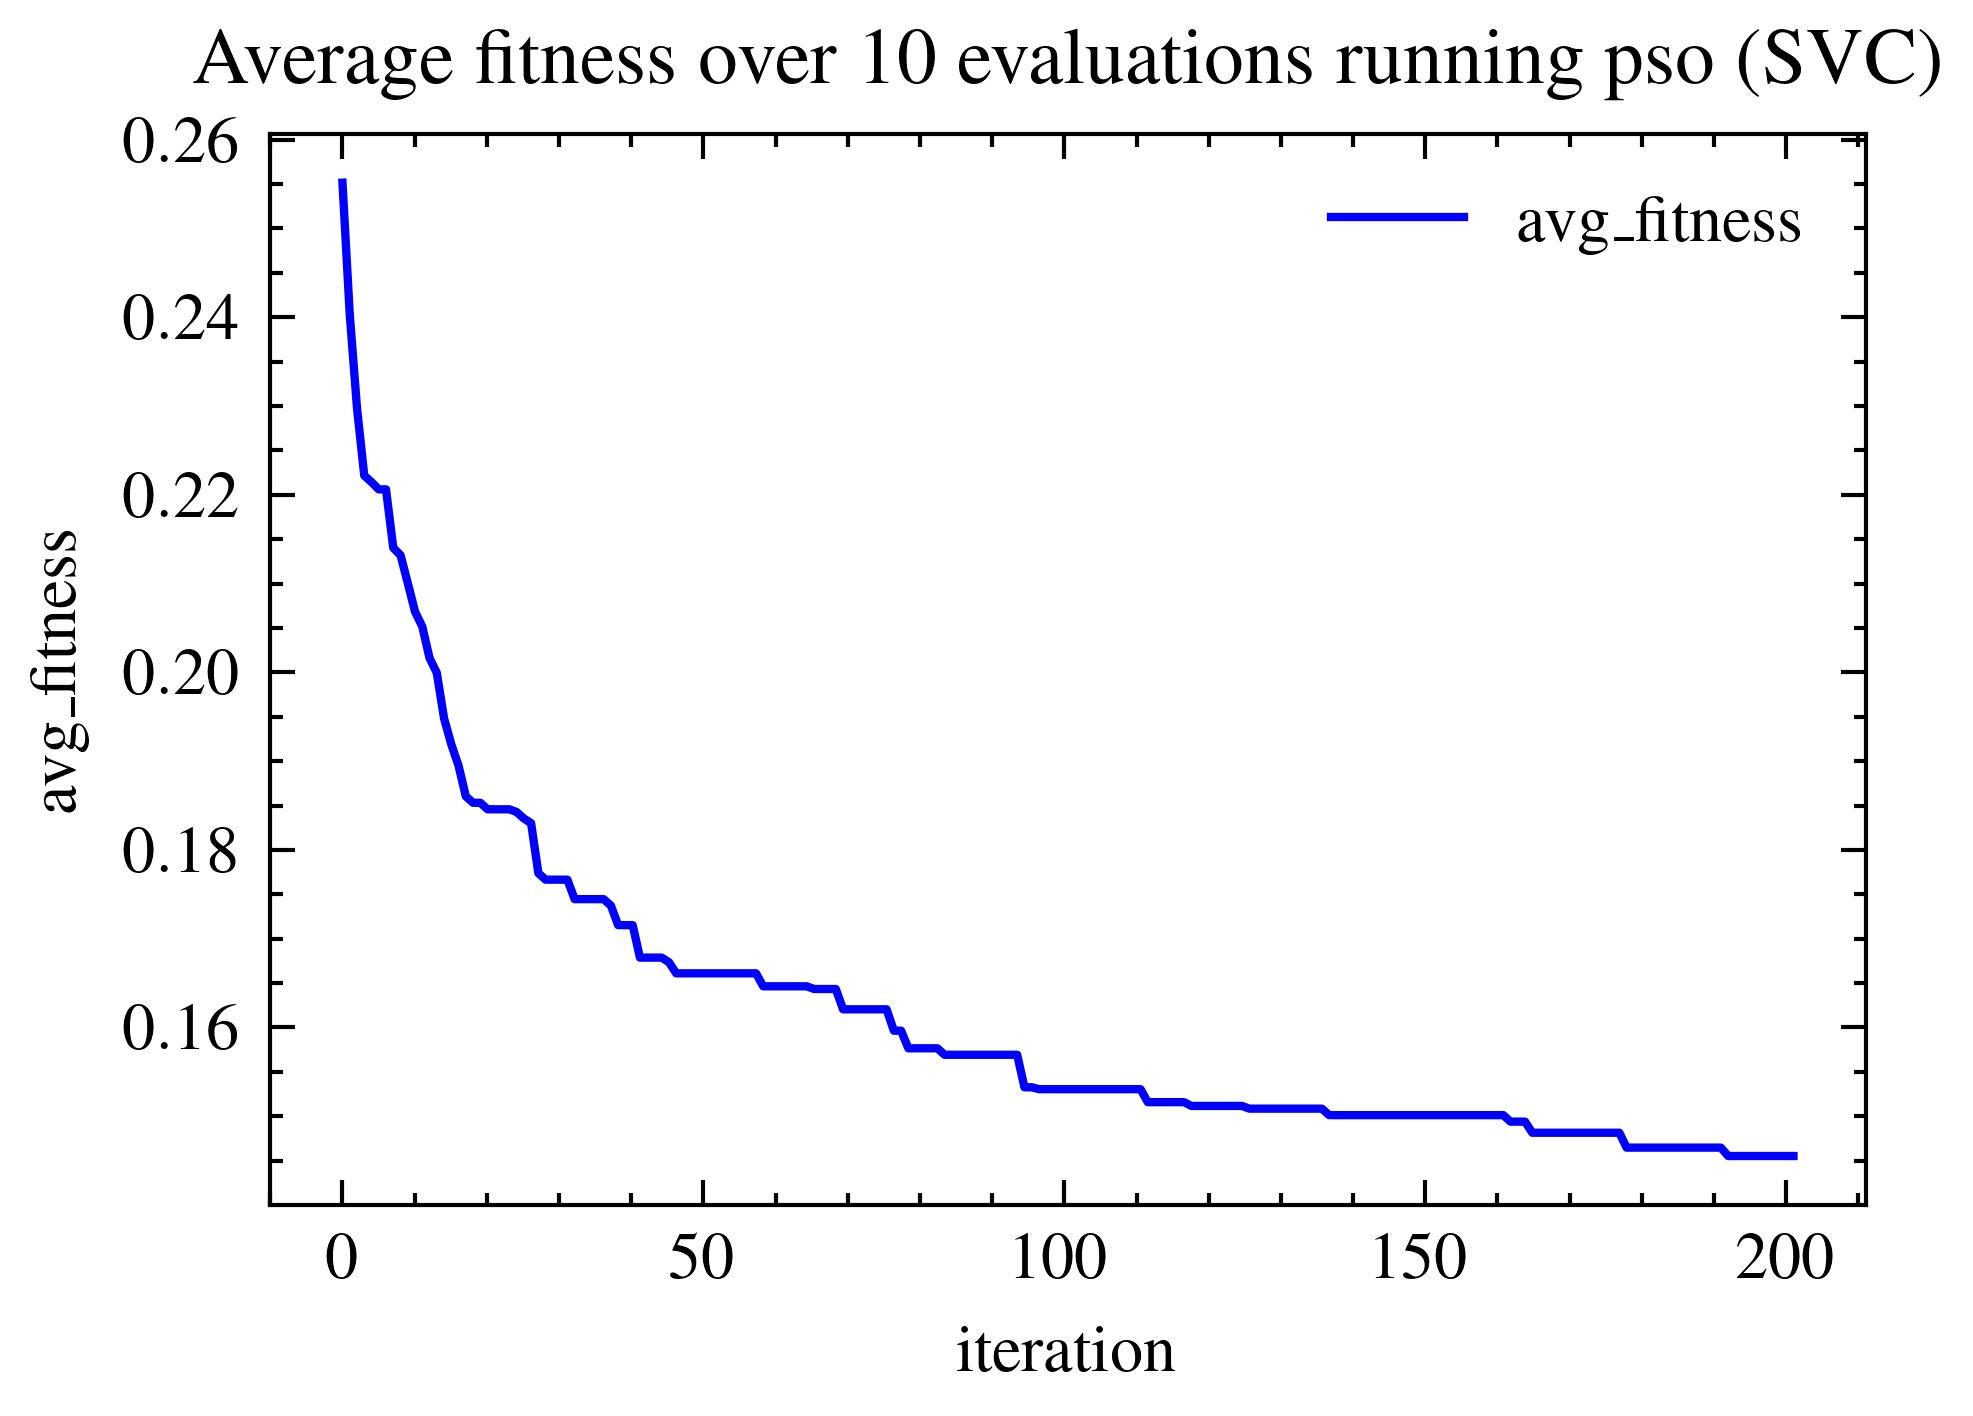 Average fitness over 10 evaluations running pso (SVC)
avg_fitness
0.26
0.24
0.22
0.20
0.18
0.16
avg_fitness
0 50 100 150 200
iteration